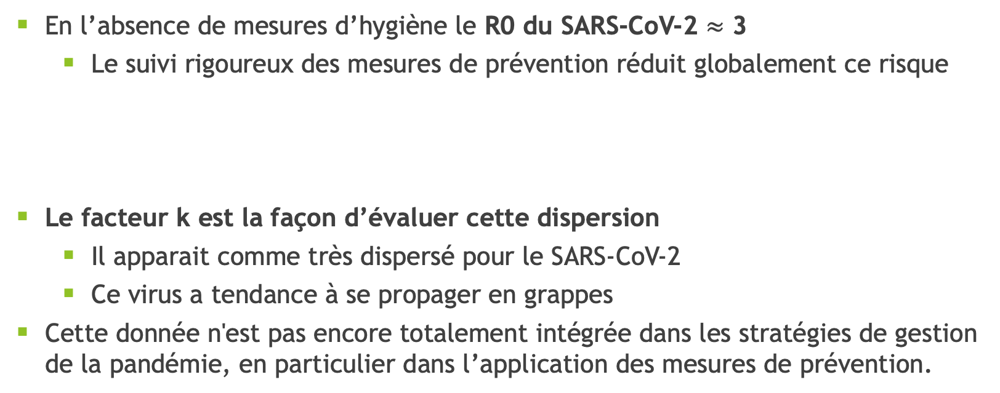 En l’absence de mesures d’hygiène le R0 du SARS-CoV-2 ≈ 3
Le suivi rigoureux des mesures de prévention réduit globalement ce risque
Le facteur k est la façon d’évaluer cette dispersion
Il apparait comme très dispersé pour le SARS-CoV-2
Ce virus a tendance à se propager en grappes
Cette donnée n'est pas encore totalement intégrée dans les stratégies de gestion
de la pandémie, en particulier dans l’application des mesures de prévention.